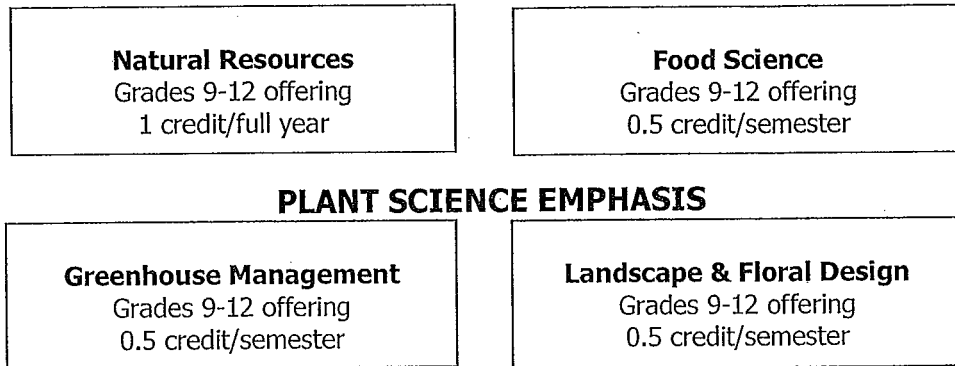 Natural Resources
Grades 9-12 offering
1 credit/full year
Food Science
Grades 9-12 offering
0.5 credit/semester
PLANT SCIENCE EMPHASIS
Greenhouse Management
Grades 9-12 offering
0.5 credit/semester
Landscape & Floral Design
Grades 9-12 offering
0.5 credit/semester